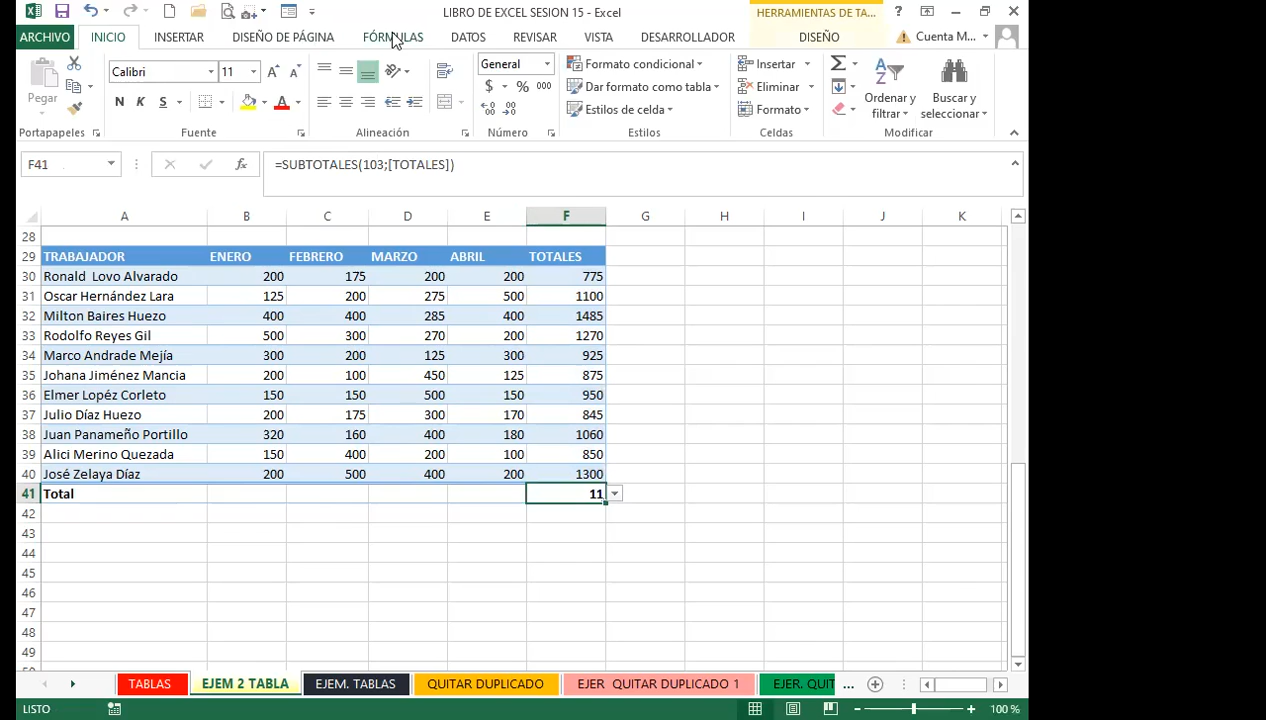 LIBRO DE EXCEL SESION 15 - Excel
HERRAMIENTAS DE TA...
?
ARCHIVO INICIO INSERTAR DISEÑO DE PÁGINA FÓRMULAS DATOS REVISAR VISTA DESARROLLADOR DISEÑO Cuenta M...
Pegar
Calibri 11
N K S
General
$ % 000
Formato condicional
Dar formato como tabla
Estilos de celda
Insertar
Eliminar
Formato
Ordenar y filtrar
Buscar y seleccionar
Portapapeles Fuente Alineación Número Estilos Celdas Modificar
F41 fx =SUBTOTALES(103;[TOTALES])
A B C D E F G H I J K
28
29 TRABAJADOR ENERO FEBRERO MARZO ABRIL TOTALES
30 Ronald  Lovo Alvarado 200 175 200 200 775
31 Oscar Hernández Lara 125 200 275 500 1100
32 Milton Baires Huezo 400 400 285 400 1485
33 Rodolfo Reyes Gil 500 300 270 200 1270
34 Marco Andrade Mejía 300 200 125 300 925
35 Johana Jiménez Mancia 200 100 450 125 875
36 Elmer Lopéz Corleto 150 150 500 150 950
37 Julio Díaz Huezo 200 175 300 170 845
38 Juan Panameño Portillo 320 160 400 180 1060
39 Alici Merino Quezada 150 400 200 100 850
40 José Zelaya Díaz 200 500 400 200 1300
41 Total 11
42
43
44
45
46
47
48
49
TABLAS EJEM 2 TABLA EJEM. TABLAS QUITAR DUPLICADO EJER  QUITAR DUPLICADO 1 EJER. QUIT ...
LISTO 100 %